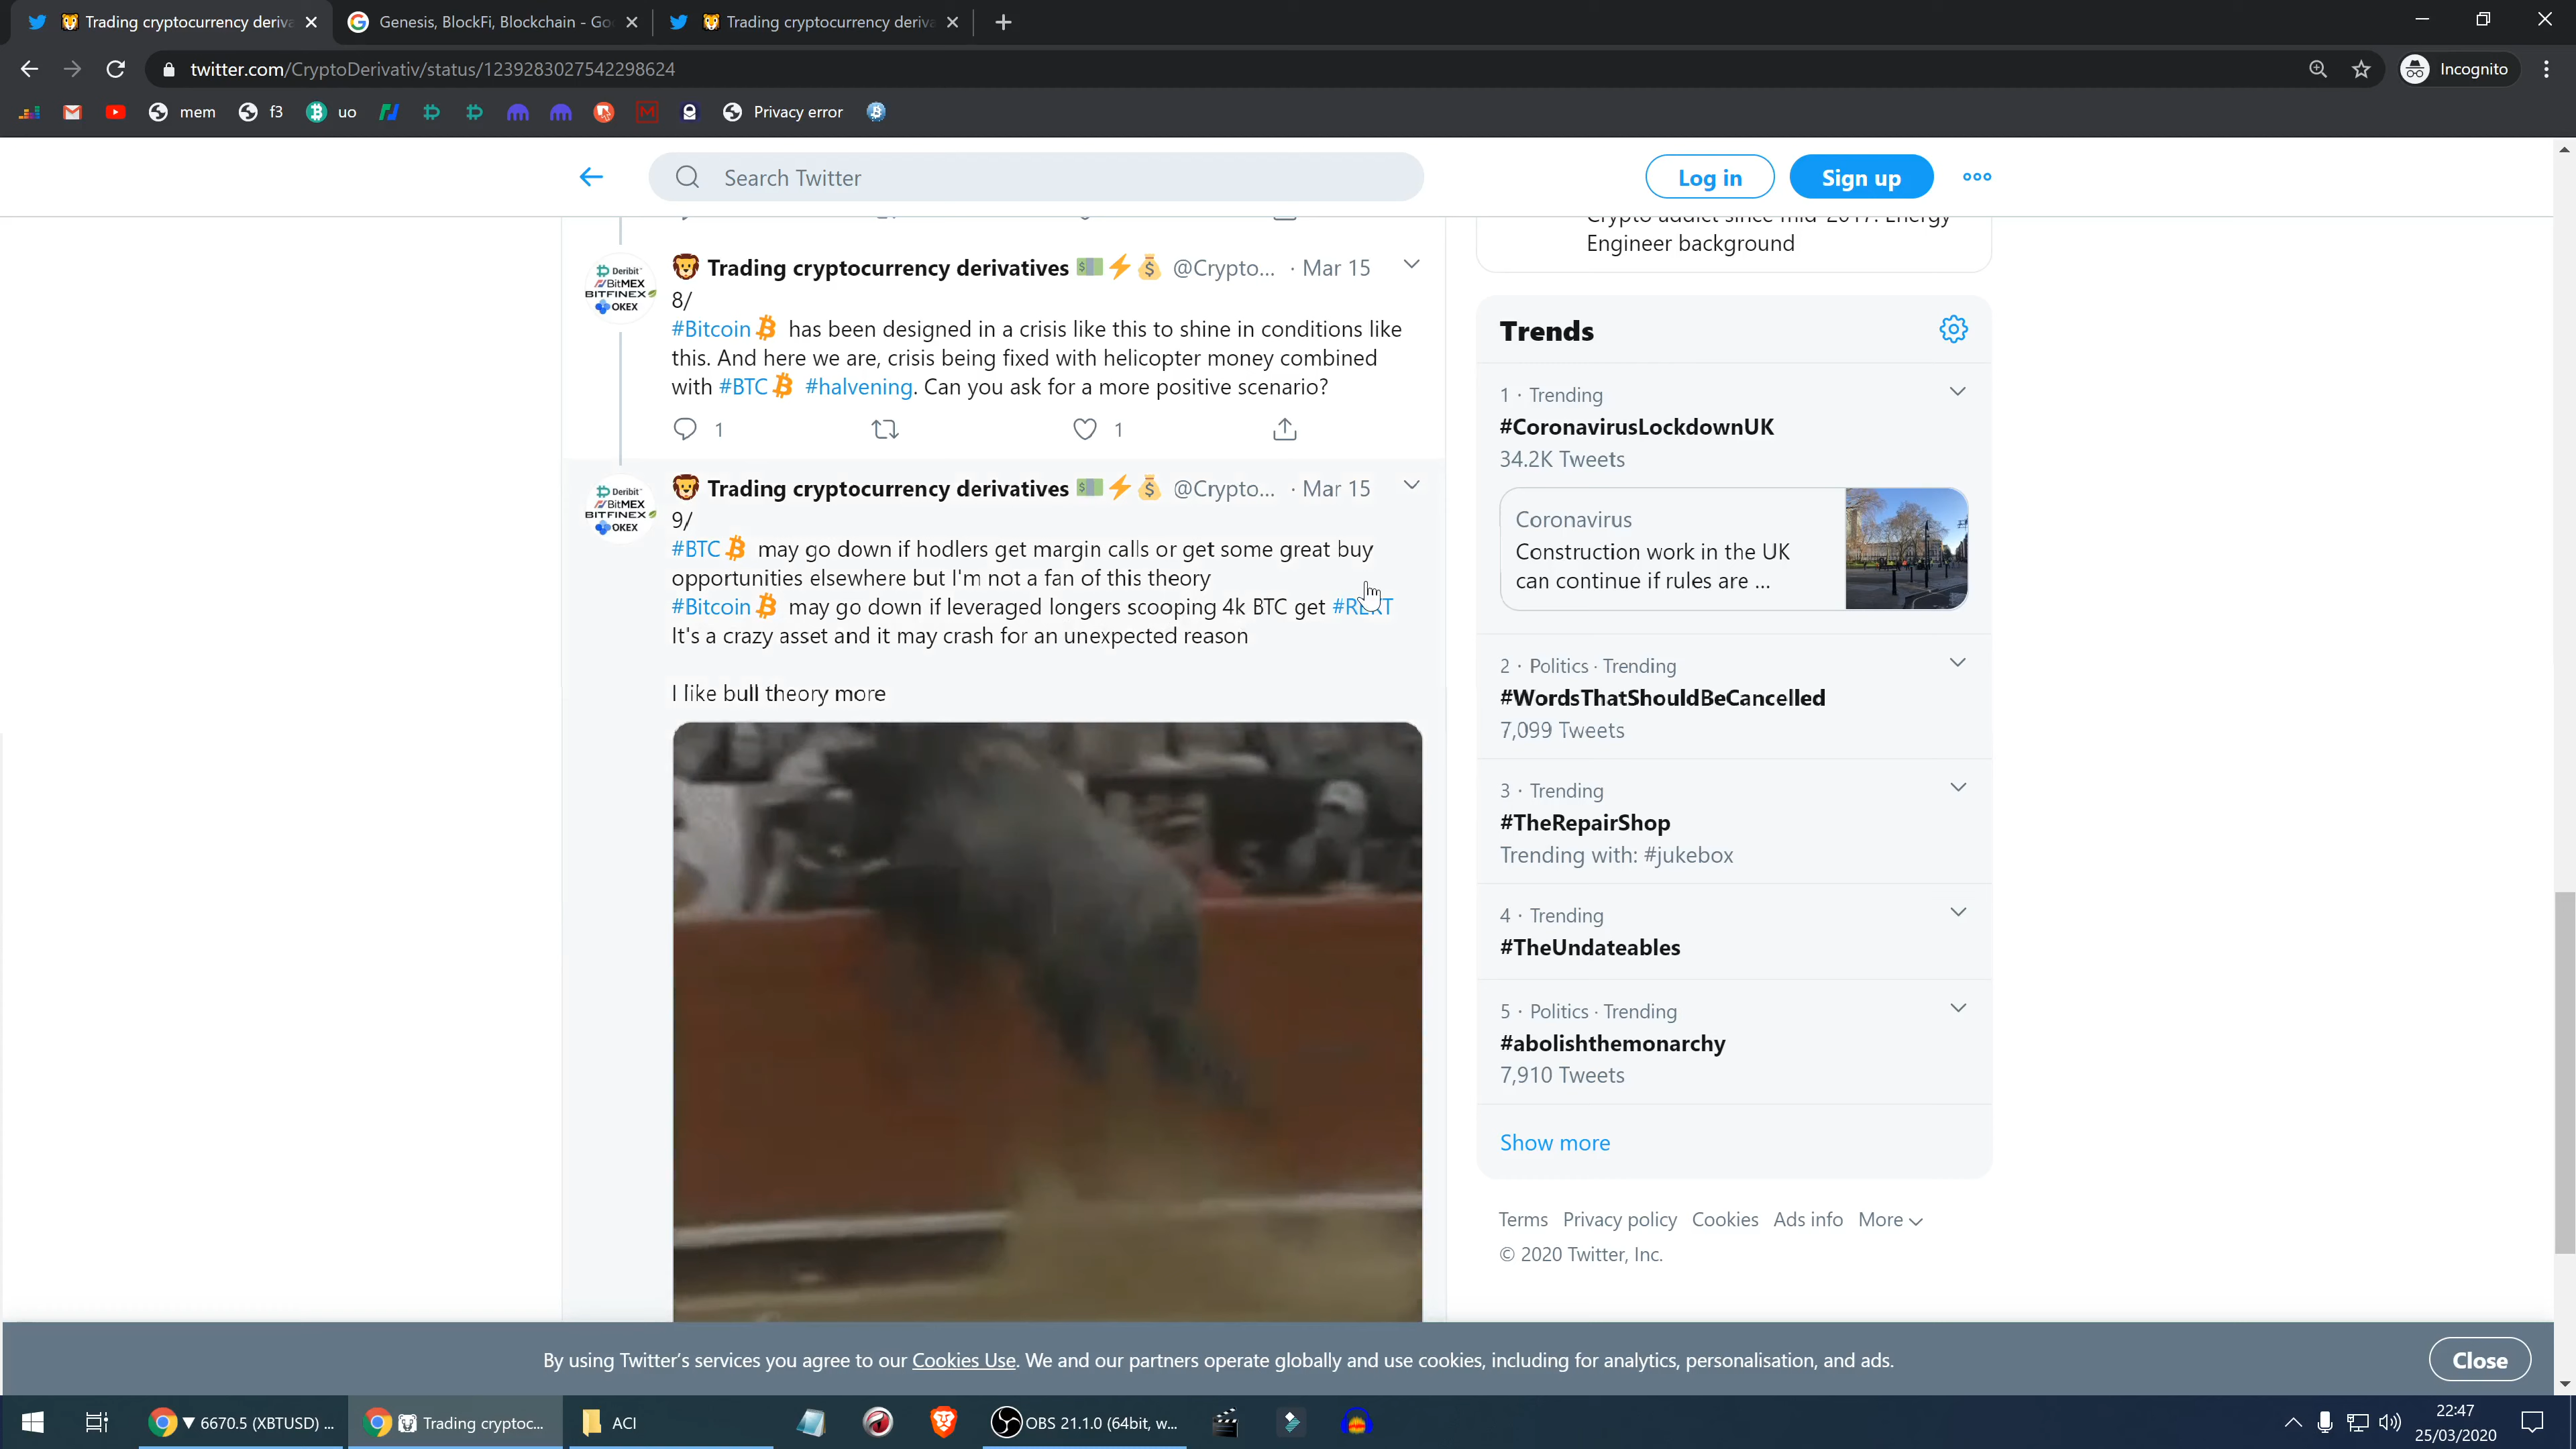 Trading cryptocurrency deriva
Genesis, BlockFi, Blockchain - Go
Trading cryptocurrency deriva
twitter.com/CryptoDerivativ/status/1239283027542298624
Incognito
mem
f3
uo
Privacy error
Search Twitter
Log in
Sign up
Engineer background
Deribit
BitMEX
BITFINEX
OKEX
Trading cryptocurrency derivatives @Crypto... · Mar 15
8/
#Bitcoin has been designed in a crisis like this to shine in conditions like
this. And here we are, crisis being fixed with helicopter money combined
with #BTC #halvening. Can you ask for a more positive scenario?
1
1
Deribit
BitMEX
BITFINEX
OKEX
Trading cryptocurrency derivatives @Crypto... · Mar 15
9/
#BTC may go down if hodlers get margin calls or get some great buy
opportunities elsewhere but I'm not a fan of this theory
#Bitcoin may go down if leveraged longers scooping 4k BTC get #REKT
It's a crazy asset and it may crash for an unexpected reason
I like bull theory more
Trends
1 · Trending
#CoronavirusLockdownUK
34.2K Tweets
Coronavirus
Construction work in the UK
can continue if rules are ...
2 · Politics · Trending
#WordsThatShouldBeCancelled
7,099 Tweets
3 · Trending
#TheRepairShop
Trending with: #jukebox
4 · Trending
#TheUndateables
5 · Politics · Trending
#abolishthemonarchy
7,910 Tweets
Show more
Terms Privacy policy Cookies Ads info More
© 2020 Twitter, Inc.
By using Twitter's services you agree to our Cookies Use. We and our partners operate globally and use cookies, including for analytics, personalisation, and ads.
Close
▼ 6670.5 (XBTUSD) ...
Trading cryptoc...
ACI
OBS 21.1.0 (64bit, w...
22:47
25/03/2020